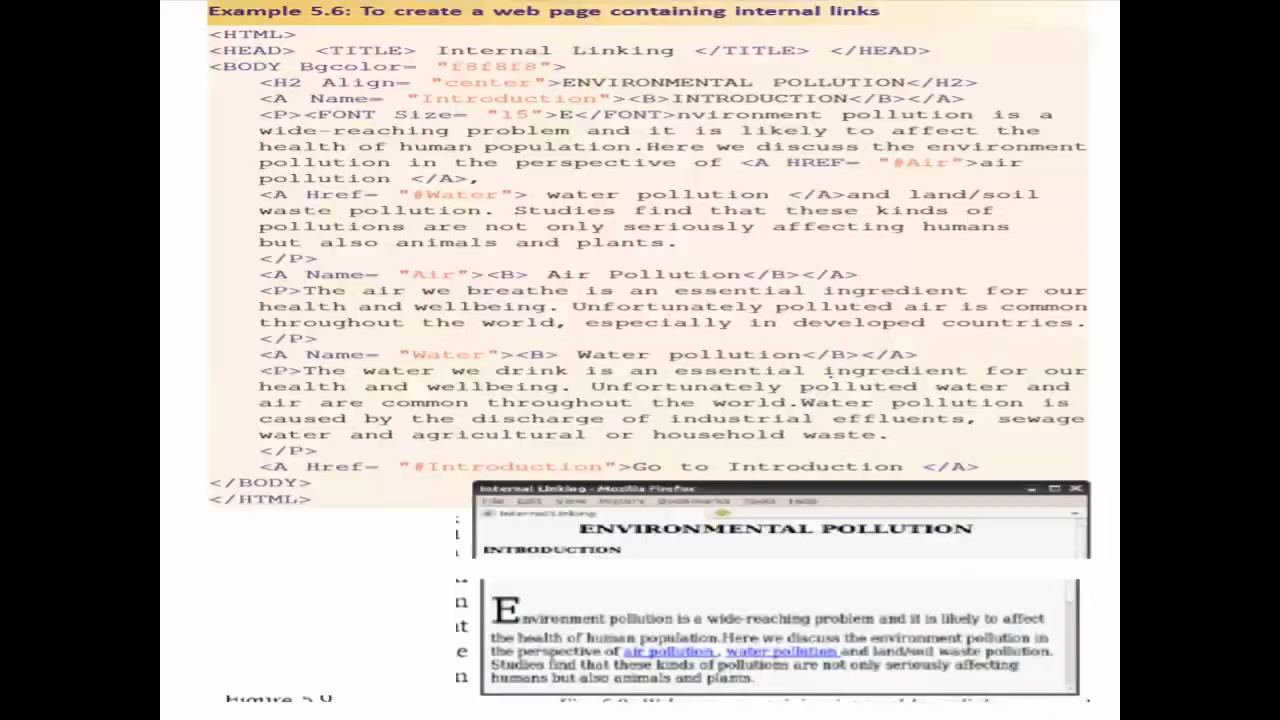 Example 5.6: To create a web page containing internal links
<HTML>
<HEAD> <TITLE> Internal Linking </TITLE> </HEAD>
<BODY Bgcolor= "f8f8f8">
<H2 Align= "center">ENVIRONMENTAL POLLUTION</H2>
<A Name= "Introduction"><B>INTRODUCTION</B></A>
<P><FONT Size= "15">E</FONT>nvironment pollution is a
wide-reaching problem and it is likely to affect the
health of human population.Here we discuss the environment
pollution in the perspective of <A HREF= "#Air">air
pollution </A>,
<A Href= "#Water"> water pollution </A>and land/soil
waste pollution. Studies find that these kinds of
pollutions are not only seriously affecting humans
but also animals and plants.
</P>
<A Name= "Air"><B> Air Pollution</B></A>
<P>The air we breathe is an essential ingredient for our
health and wellbeing. Unfortunately polluted air is common
throughout the world, especially in developed countries.
</P>
<A Name= "Water"><B> Water pollution</B></A>
<P>The water we drink is an essential ingredient for our
health and wellbeing. Unfortunately polluted water and
air are common throughout the world.Water pollution is
caused by the discharge of industrial effluents, sewage
water and agricultural or household waste.
</P>
<A Href= "#Introduction">Go to Introduction </A>
</BODY>
</HTML>
Internal Linking - Mozilla Firefox
File Edit View History Bookmarks Tools Help
Internal Linking
ENVIRONMENTAL POLLUTION
INTRODUCTION
Environment pollution is a wide-reaching problem and it is likely to affect
the health of human population.Here we discuss the environment pollution in
the perspective of air pollution , water pollution and land/soil waste pollution.
Studies find that these kinds of pollutions are not only seriously affecting
humans but also animals and plants.